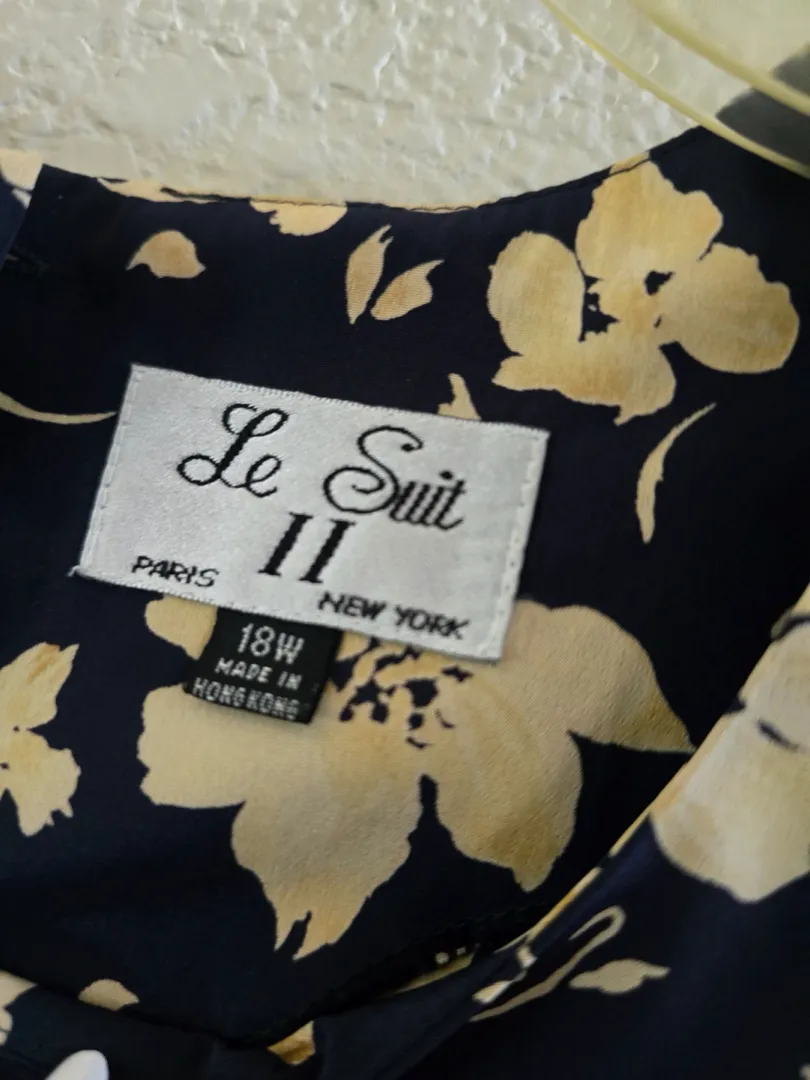 Le Suit
II
PARIS
NEW YORK
18W
MADE IN
HONG KONG